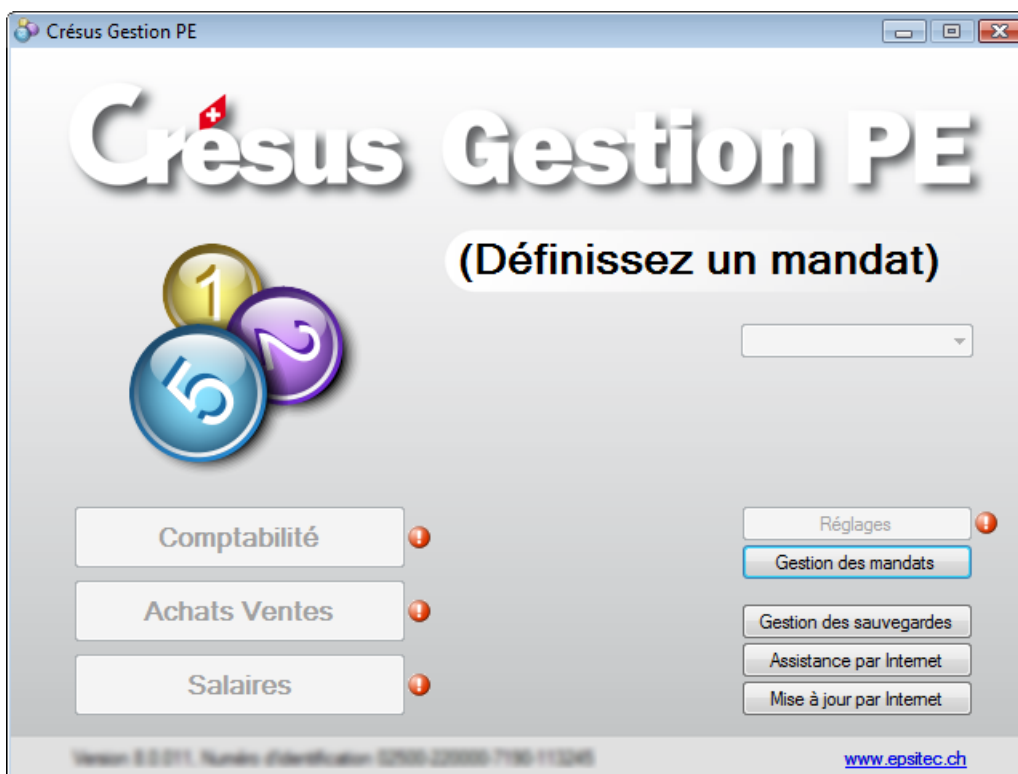 Crésus Gestion PE
Crésus Gestion PE
(Définissez un mandat)
1
2
5
Comptabilité
Achats Ventes
Salaires
Réglages
Gestion des mandats
Gestion des sauvegardes
Assistance par Internet
Mise à jour par Internet
www.epsitec.ch